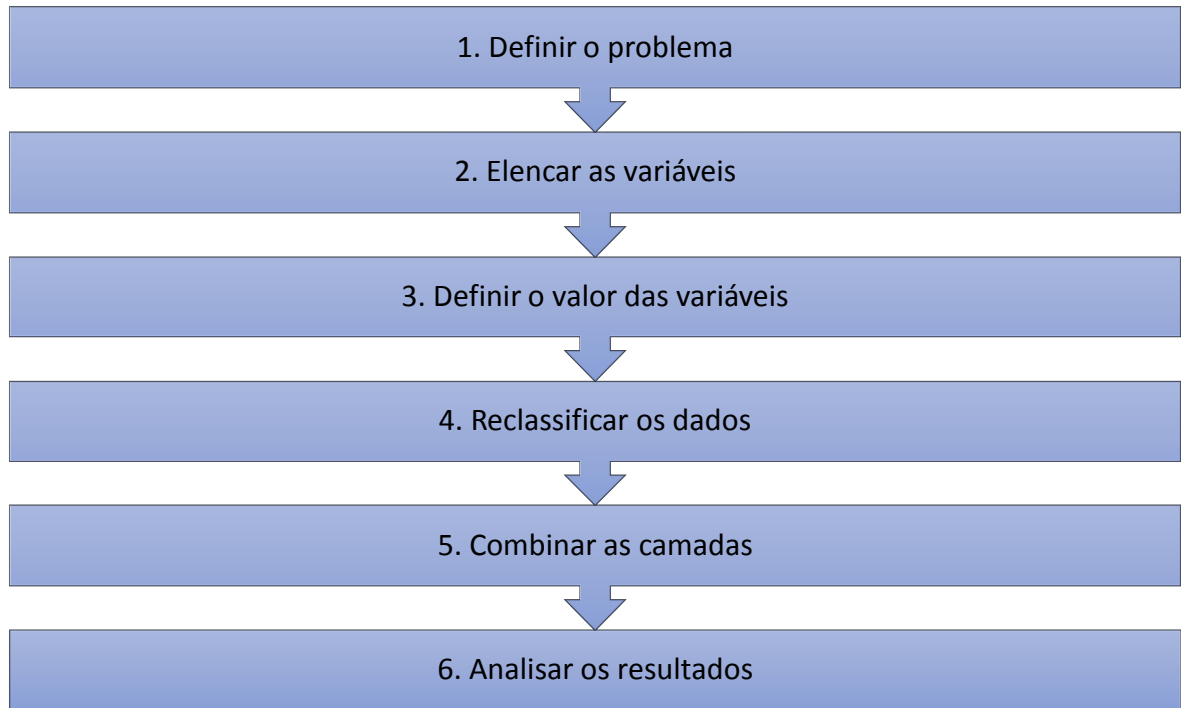 1. Definir o problema
2. Elencar as variáveis
3. Definir o valor das variáveis
4. Reclassificar os dados
5. Combinar as camadas
6. Analisar os resultados